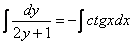 ∫ dy/(2y+1) = −∫ ctgxdx